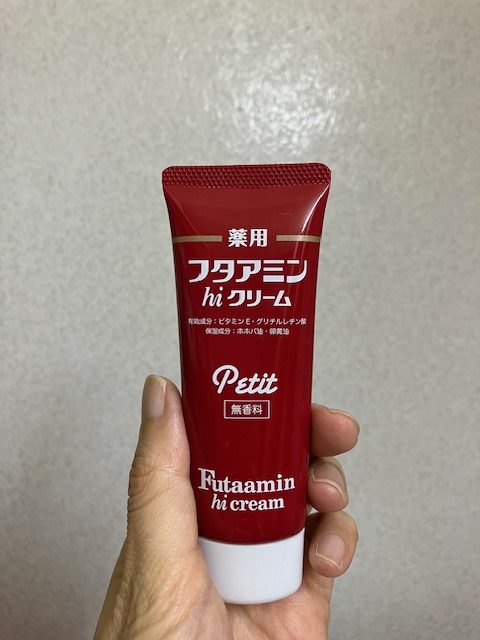 薬用
フタアミン
hi クリーム
有効成分：ビタミンE・グリチルレチン酸
保湿成分：ホホバ油・卵黄油
Petit
無香料
Futaamin
hi cream